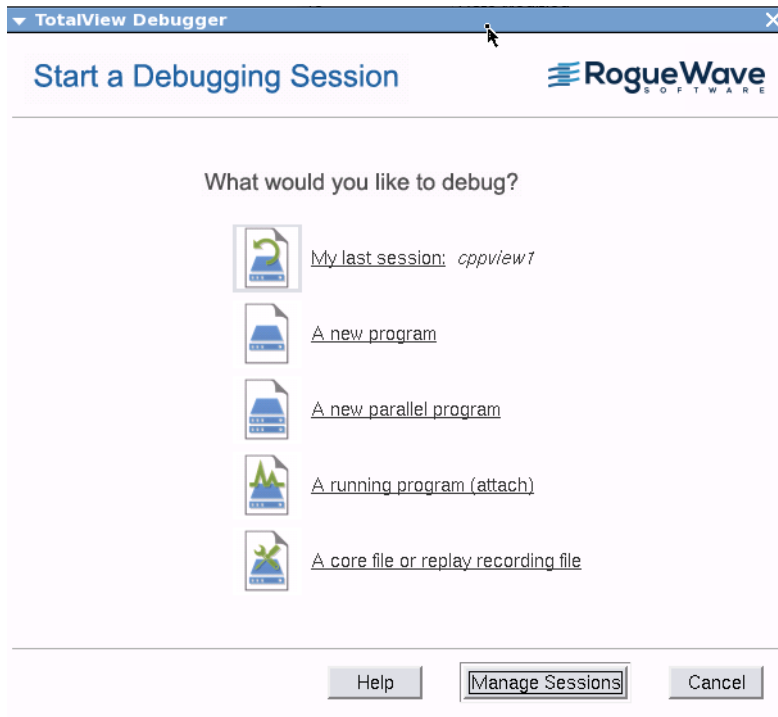 TotalView Debugger
Start a Debugging Session
RogueWave
SOFTWARE
What would you like to debug?
My last session: cppview1
A new program
A new parallel program
A running program (attach)
A core file or replay recording file
Help Manage Sessions Cancel